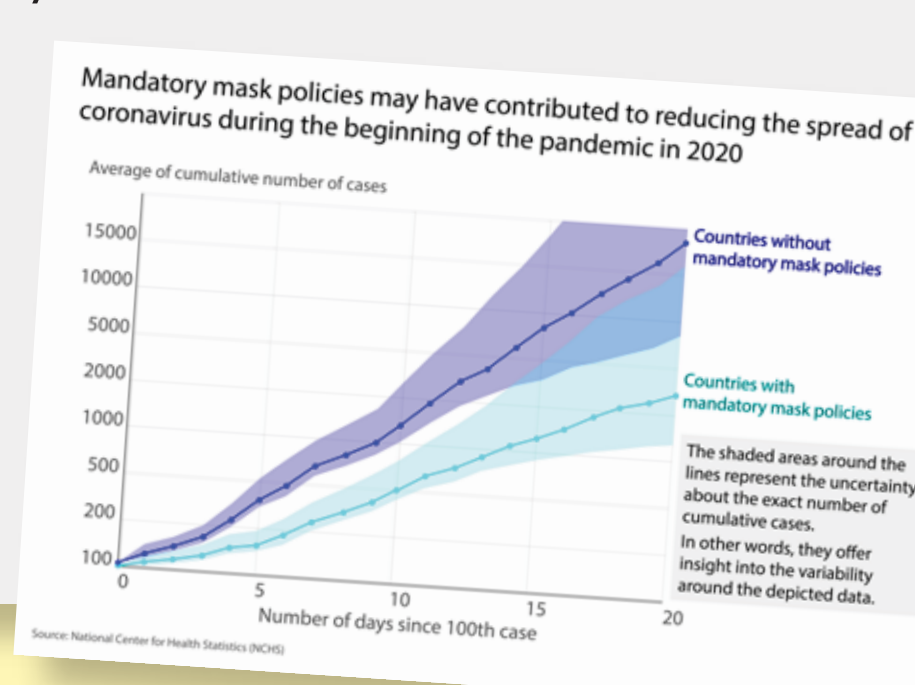 Mandatory mask policies may have contributed to reducing the spread of
coronavirus during the beginning of the pandemic in 2020
Average of cumulative number of cases
15000
10000
5000
2000
1000
500
200
100
0
5
10
15
20
Number of days since 100th case
Countries without
mandatory mask policies
Countries with
mandatory mask policies
The shaded areas around the
lines represent the uncertainty
about the exact number of
cumulative cases.
In other words, they offer
insight into the variability
around the depicted data.
Source: National Center for Health Statistics (NCHS)